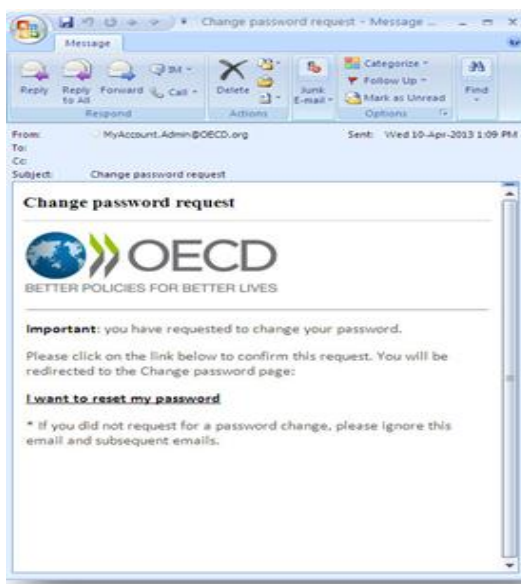 Change password request - Message ...
Message
Reply
Reply to All
Forward
IM
Call
Respond
Delete
Actions
Junk E-mail
Categorize
Follow Up
Mark as Unread
Options
Find
From: MyAccount.Admin@OECD.org Sent: Wed 10-Apr-2013 1:09 PM
To:
Cc:
Subject: Change password request
Change password request
OECD
BETTER POLICIES FOR BETTER LIVES
Important: you have requested to change your password.
Please click on the link below to confirm this request. You will be
redirected to the Change password page:
I want to reset my password
* If you did not request for a password change, please ignore this
email and subsequent emails.